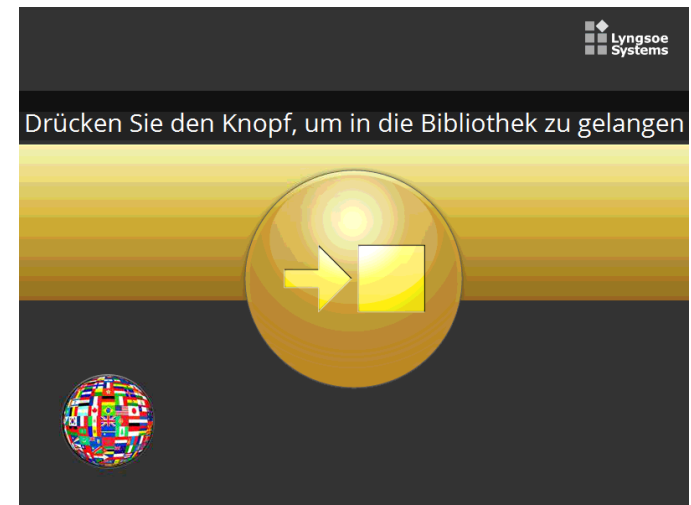 Lyngsoe
Systems
Drücken Sie den Knopf, um in die Bibliothek zu gelangen